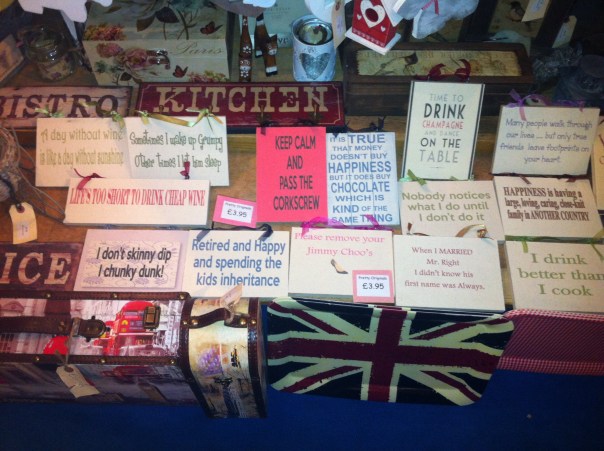 Paris
BISTRO
KITCHEN
A day without wine
is like a day without sunshine
Sometimes I wake up Grumpy
Other times I let him sleep
KEEP CALM
AND
PASS THE
CORKSCREW
IT IS TRUE
THAT MONEY
DOESN'T BUY
HAPPINESS
BUT IT DOES BUY
CHOCOLATE
WHICH IS
KIND OF THE
SAME THING
TIME TO
DRINK
CHAMPAGNE
AND DANCE
ON THE
TABLE
Many people walk through
our lives ... but only true
friends leave footprints on
your heart!
LIFE'S TOO SHORT TO DRINK CHEAP WINE
£3.95
Nobody notices
what I do until
I don't do it
HAPPINESS is having a
large, loving, caring, close-knit
family in ANOTHER COUNTRY
ICE
I don't skinny dip
I chunky dunk!
Retired and Happy
and spending the
kids inheritance
Please remove your
Jimmy Choo's
£3.95
When I MARRIED
Mr. Right
I didn't know his
first name was Always.
I drink
better than
I cook